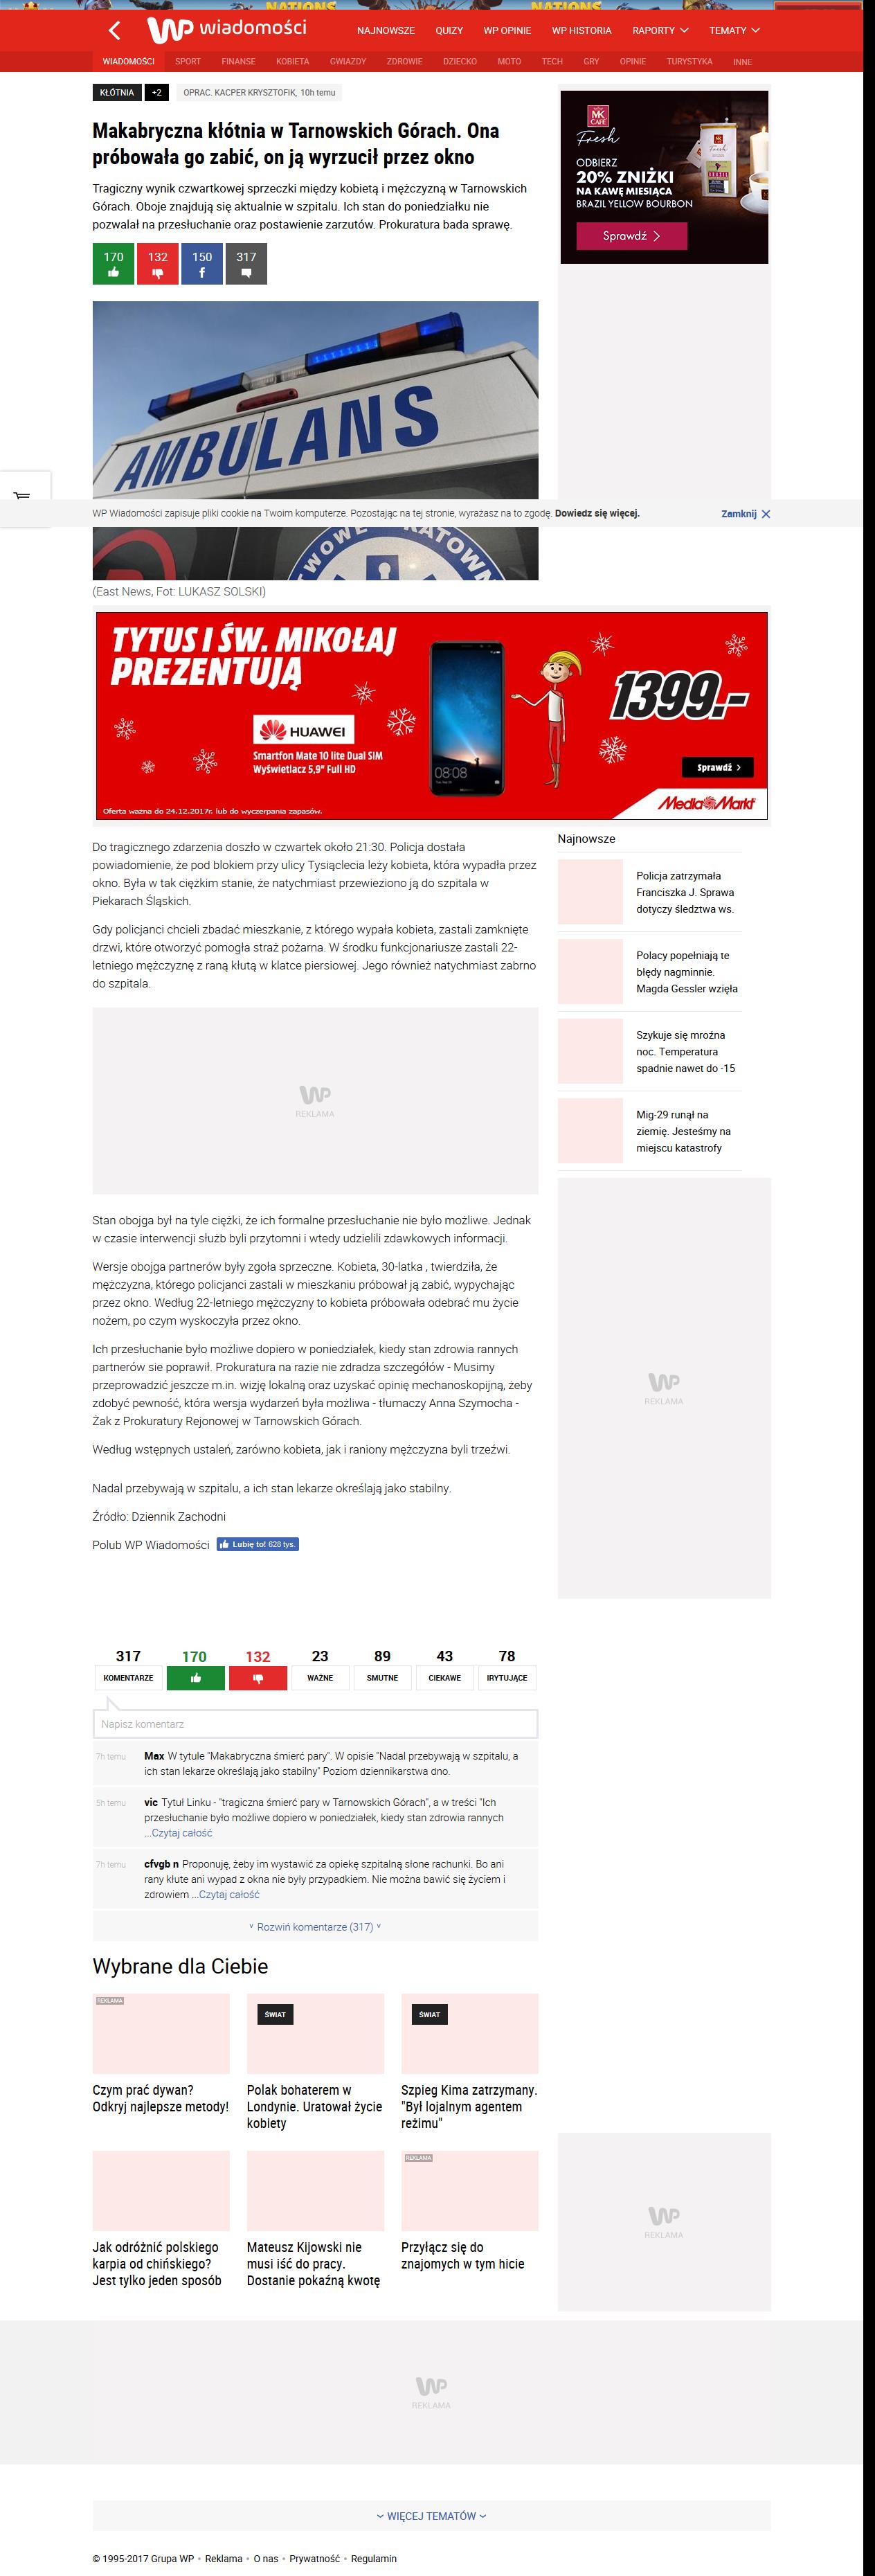 NATIONS
NATIONS
WP wiadomości
NAJNOWSZE
QUIZY
WP OPINIE
WP HISTORIA
RAPORTY
TEMATY
WIADOMOŚCI
SPORT
FINANSE
KOBIETA
GWIAZDY
ZDROWIE
DZIECKO
MOTO
TECH
GRY
OPINIE
TURYSTYKA
INNE
KŁÓTNIA
+2
OPRAC. KACPER KRYSZTOFIK, 10h temu
Makabryczna kłótnia w Tarnowskich Górach. Ona
próbowała go zabić, on ją wyrzucił przez okno
Tragiczny wynik czwartkowej sprzeczki między kobietą i mężczyzną w Tarnowskich
Górach. Oboje znajdują się aktualnie w szpitalu. Ich stan do poniedziałku nie
pozwalał na przesłuchanie oraz postawienie zarzutów. Prokuratura bada sprawę.
170
132
150
317
MK
CAFÉ
Fresh
ODBIERZ
20% ZNIŻKI
NA KAWĘ MIESIĄCA
BRAZIL YELLOW BOURBON
Sprawdź
AMBULANS
WP Wiadomości zapisuje pliki cookie na Twoim komputerze. Pozostając na tej stronie, wyrażasz na to zgodę. Dowiedz się więcej.
Zamknij
(East News, Fot: LUKASZ SOLSKI)
TYTUS I ŚW. MIKOŁAJ
PREZENTUJĄ
HUAWEI
Smartfon Mate 10 lite Dual SIM
Wyświetlacz 5,9" Full HD
08:08
1399.-
Sprawdź
Oferta ważna do 24.12.2017r. lub do wyczerpania zapasów.
Media Markt
Do tragicznego zdarzenia doszło w czwartek około 21:30. Policja dostała
powiadomienie, że pod blokiem przy ulicy Tysiąclecia leży kobieta, która wypadła przez
okno. Była w tak ciężkim stanie, że natychmiast przewieziono ją do szpitala w
Piekarach Śląskich.
Gdy policjanci chcieli zbadać mieszkanie, z którego wypała kobieta, zastali zamknięte
drzwi, które otworzyć pomogła straż pożarna. W środku funkcjonariusze zastali 22-
letniego mężczyznę z raną kłutą w klatce piersiowej. Jego również natychmiast zabrno
do szpitala.
Najnowsze
Policja zatrzymała
Franciszka J. Sprawa
dotyczy śledztwa ws.
Polacy popełniają te
błędy nagminnie.
Magda Gessler wzięła
Szykuje się mroźna
noc. Temperatura
spadnie nawet do -15
Mig-29 runął na
ziemię. Jesteśmy na
miejscu katastrofy
WP
REKLAMA
Stan obojga był na tyle ciężki, że ich formalne przesłuchanie nie było możliwe. Jednak
w czasie interwencji służb byli przytomni i wtedy udzielili zdawkowych informacji.
Wersje obojga partnerów były zgoła sprzeczne. Kobieta, 30-latka , twierdziła, że
mężczyzna, którego policjanci zastali w mieszkaniu próbował ją zabić, wypychając
przez okno. Według 22-letniego mężczyzny to kobieta próbowała odebrać mu życie
nożem, po czym wyskoczyła przez okno.
Ich przesłuchanie było możliwe dopiero w poniedziałek, kiedy stan zdrowia rannych
partnerów sie poprawił. Prokuratura na razie nie zdradza szczegółów - Musimy
przeprowadzić jeszcze m.in. wizję lokalną oraz uzyskać opinię mechanoskopijną, żeby
zdobyć pewność, która wersja wydarzeń była możliwa - tłumaczy Anna Szymocha -
Żak z Prokuratury Rejonowej w Tarnowskich Górach.
Według wstępnych ustaleń, zarówno kobieta, jak i raniony mężczyzna byli trzeźwi.
Nadal przebywają w szpitalu, a ich stan lekarze określają jako stabilny.
Źródło: Dziennik Zachodni
Polub WP Wiadomości
Lubię to! 628 tys.
WP
REKLAMA
317
KOMENTARZE
170
132
23
WAŻNE
89
SMUTNE
43
CIEKAWE
78
IRYTUJĄCE
Napisz komentarz
7h temu
Max W tytule "Makabryczna śmierć pary". W opisie "Nadal przebywają w szpitalu, a
ich stan lekarze określają jako stabilny" Poziom dziennikarstwa dno.
5h temu
vic Tytuł Linku - "tragiczna śmierć pary w Tarnowskich Górach", a w treści "Ich
przesłuchanie było możliwe dopiero w poniedziałek, kiedy stan zdrowia rannych
...Czytaj całość
7h temu
cfvgb n Proponuję, żeby im wystawić za opiekę szpitalną słone rachunki. Bo ani
rany kłute ani wypad z okna nie były przypadkiem. Nie można bawić się życiem i
zdrowiem ...Czytaj całość
Rozwiń komentarze (317)
Wybrane dla Ciebie
REKLAMA
Czym prać dywan?
Odkryj najlepsze metody!
ŚWIAT
Polak bohaterem w
Londynie. Uratował życie
kobiety
ŚWIAT
Szpieg Kima zatrzymany.
"Był lojalnym agentem
reżimu"
Jak odróżnić polskiego
karpia od chińskiego?
Jest tylko jeden sposób
Mateusz Kijowski nie
musi iść do pracy.
Dostanie pokaźną kwotę
REKLAMA
Przyłącz się do
znajomych w tym hicie
WP
REKLAMA
WP
REKLAMA
WIĘCEJ TEMATÓW
© 1995-2017 Grupa WP • Reklama • O nas • Prywatność • Regulamin